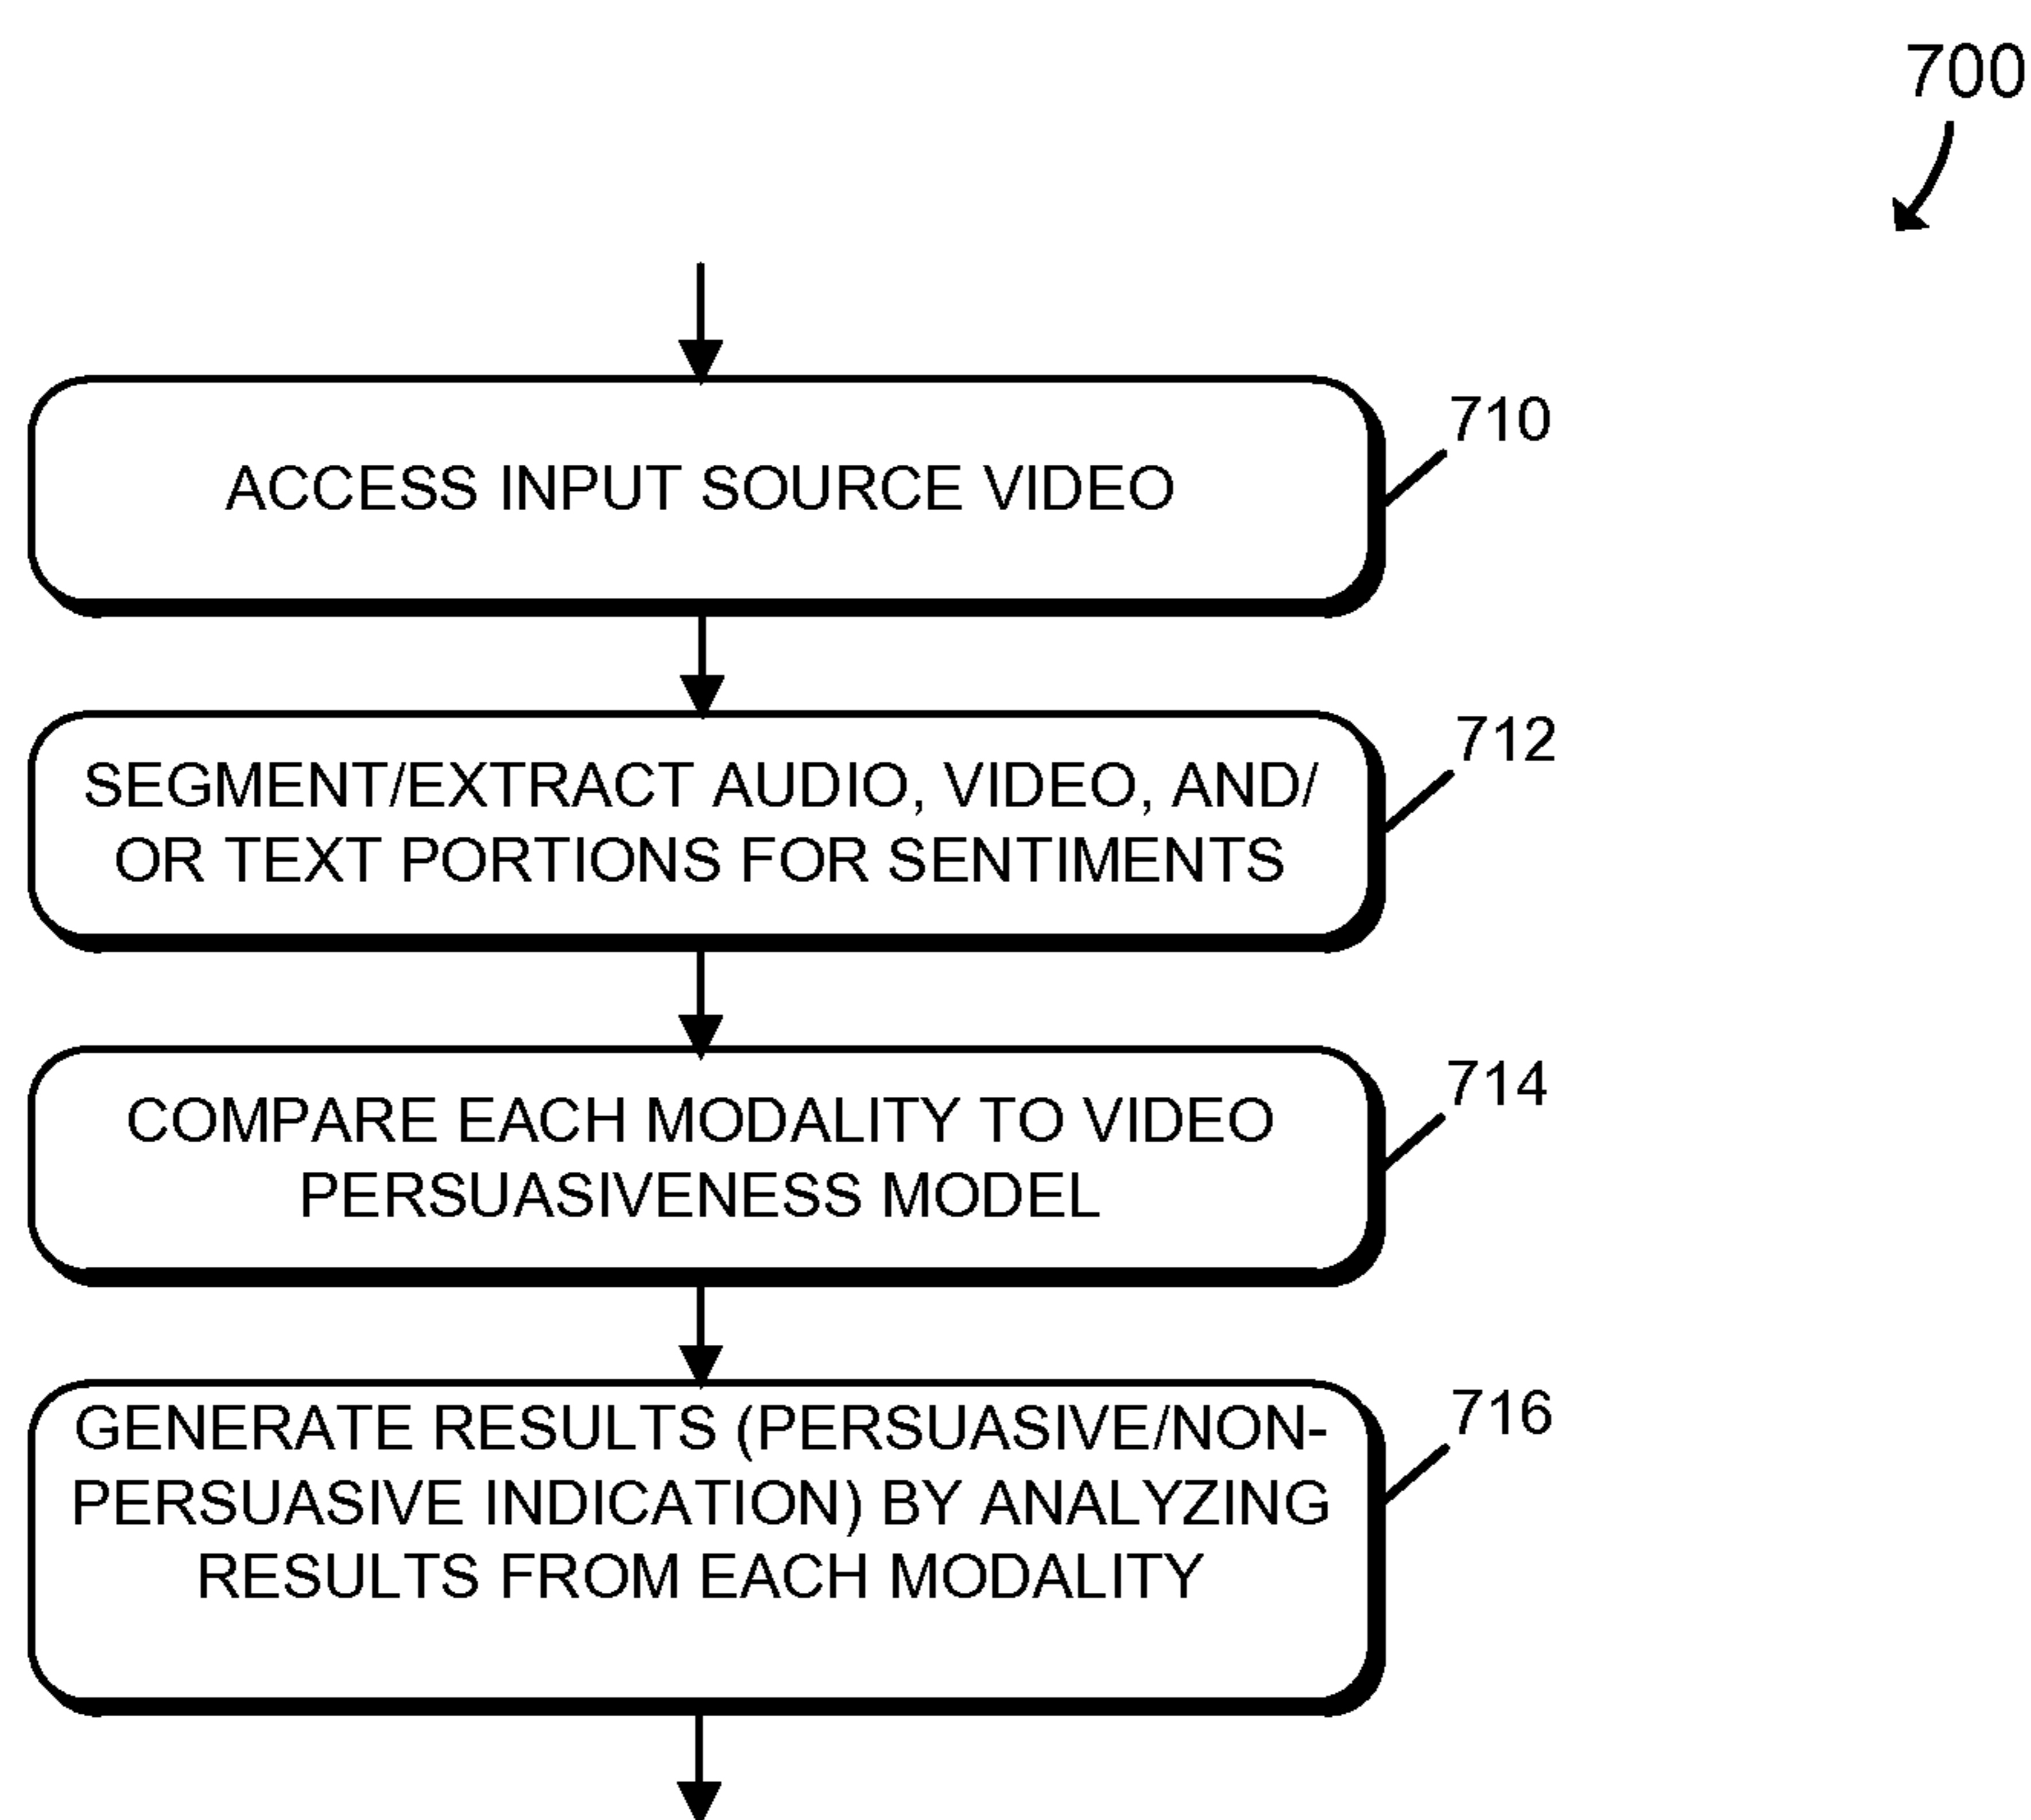 700
ACCESS INPUT SOURCE VIDEO
710
SEGMENT/EXTRACT AUDIO, VIDEO, AND/
OR TEXT PORTIONS FOR SENTIMENTS
712
COMPARE EACH MODALITY TO VIDEO
PERSUASIVENESS MODEL
714
GENERATE RESULTS (PERSUASIVE/NON-
PERSUASIVE INDICATION) BY ANALYZING
RESULTS FROM EACH MODALITY
716